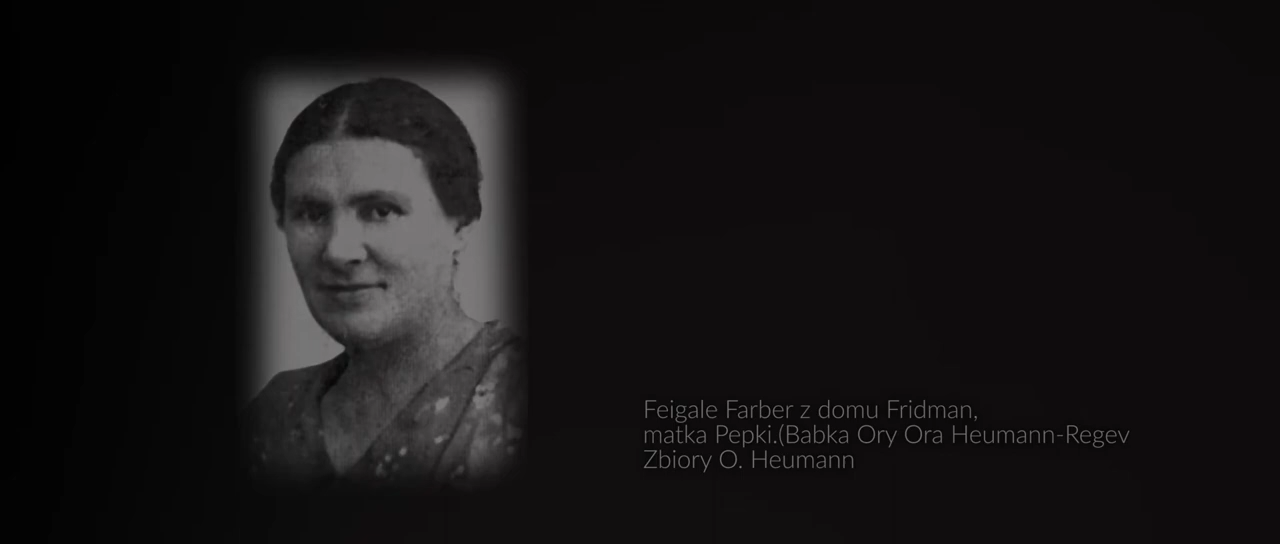 Feigale Farber z domu Fridman,
matka Pepki.(Babka Ory Ora Heumann-Regev
Zbiory O. Heumann